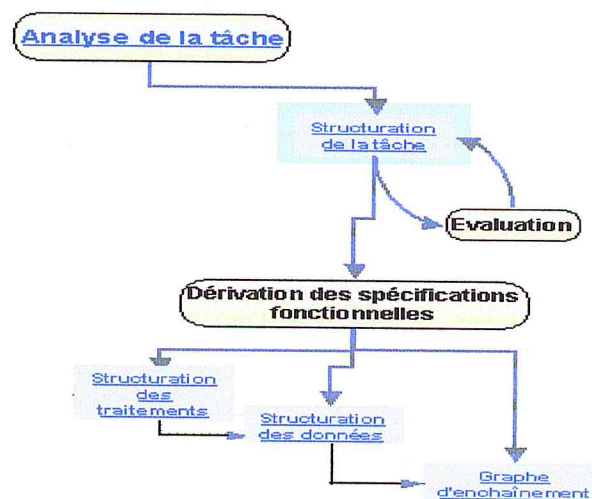 Analyse de la tâche
Structuration
de la tâche
Evaluation
Dérivation des spécifications
fonctionnelles
Structuration
des
traitements
Structuration
des données
Graphe
d'enchaînement